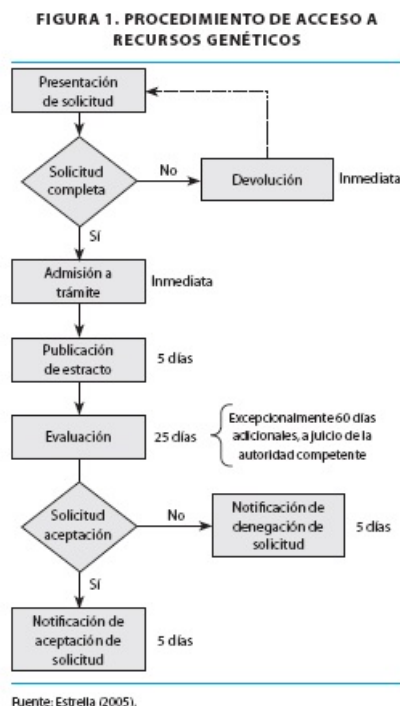 FIGURA 1. PROCEDIMIENTO DE ACCESO A
RECURSOS GENÉTICOS
Presentación
de solicitud
Solicitud
completa
No
Devolución
Inmediata
Sí
Admisión a
trámite
Inmediata
Publicación
de estracto
5 días
Evaluación
25 días
Excepcionalmente 60 días
adicionales, a juicio de la
autoridad competente
Solicitud
aceptación
No
Notificación de
denegación de
solicitud
5 días
Sí
Notificación de
aceptación de
solicitud
5 días
Fuente: Estrella (2005).